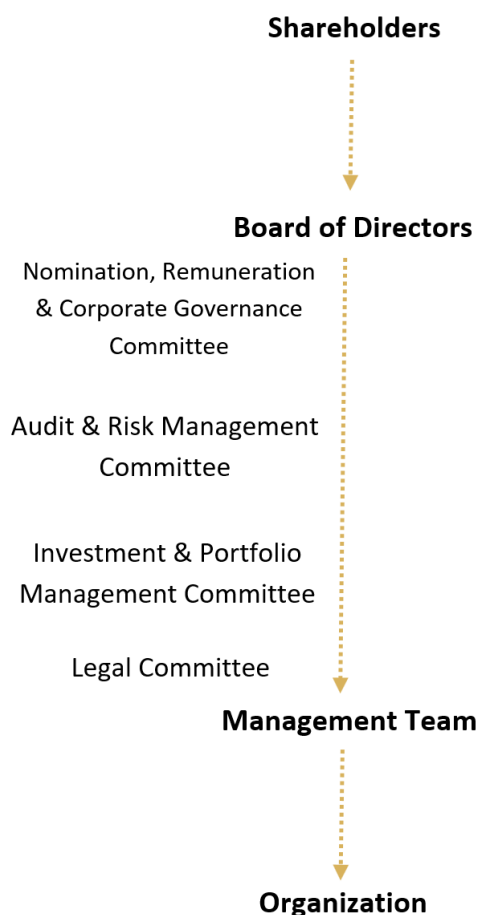 Shareholders
Board of Directors
Nomination, Remuneration
& Corporate Governance
Committee
Audit & Risk Management
Committee
Investment & Portfolio
Management Committee
Legal Committee
Management Team
Organization